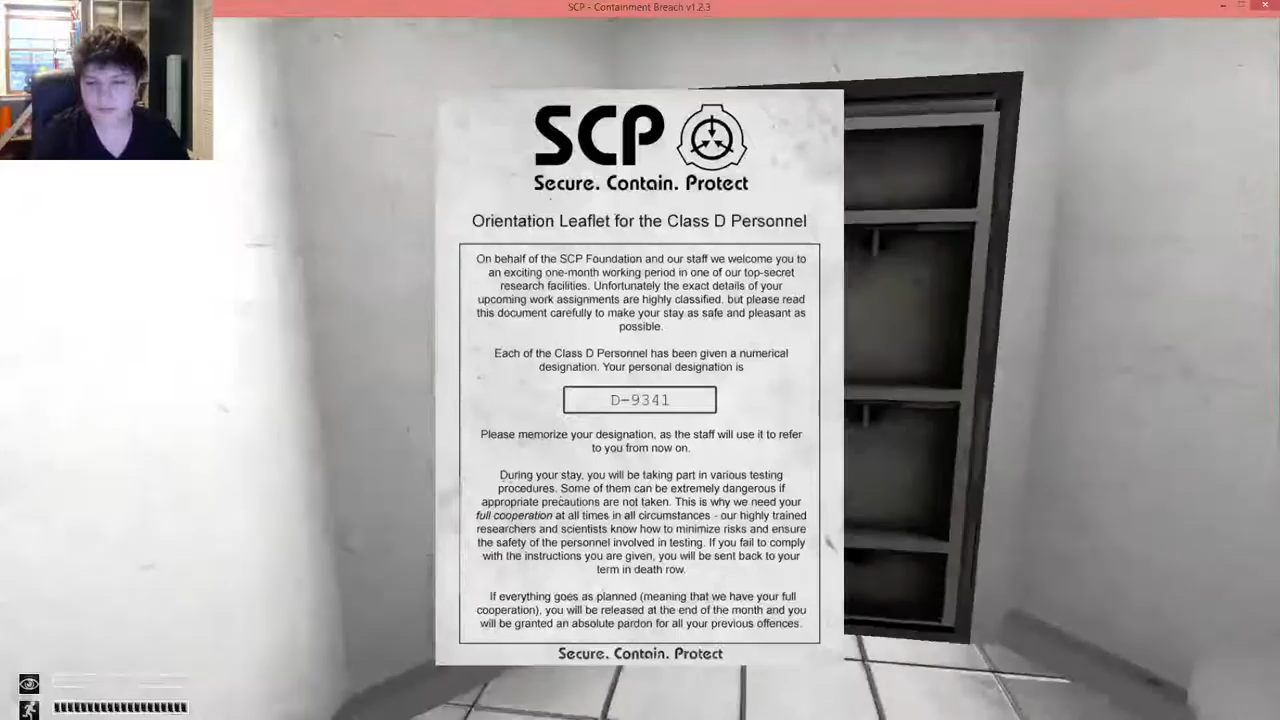 SCP - Containment Breach v1.2.3
SCP
Secure. Contain. Protect
Orientation Leaflet for the Class D Personnel
On behalf of the SCP Foundation and our staff we welcome you to
an exciting one-month working period in one of our top-secret
research facilities. Unfortunately the exact details of your
upcoming work assignments are highly classified, but please read
this document carefully to make your stay as safe and pleasant as
possible.
Each of the Class D Personnel has been given a numerical
designation. Your personal designation is
D-9341
Please memorize your designation, as the staff will use it to refer
to you from now on.
During your stay, you will be taking part in various testing
procedures. Some of them can be extremely dangerous if
appropriate precautions are not taken. This is why we need your
full cooperation at all times in all circumstances - our highly trained
researchers and scientists know how to minimize risks and ensure
the safety of the personnel involved in testing. If you fail to comply
with the instructions you are given, you will be sent back to your
term in death row.
If everything goes as planned (meaning that we have your full
cooperation), you will be released at the end of the month and you
will be granted an absolute pardon for all your previous offences.
Secure. Contain. Protect